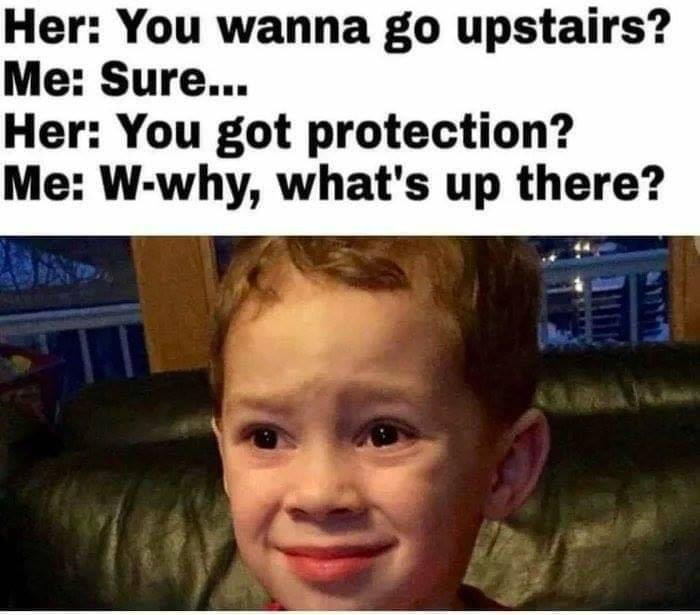 Her: You wanna go upstairs?
Me: Sure...
Her: You got protection?
Me: W-why, what's up there?